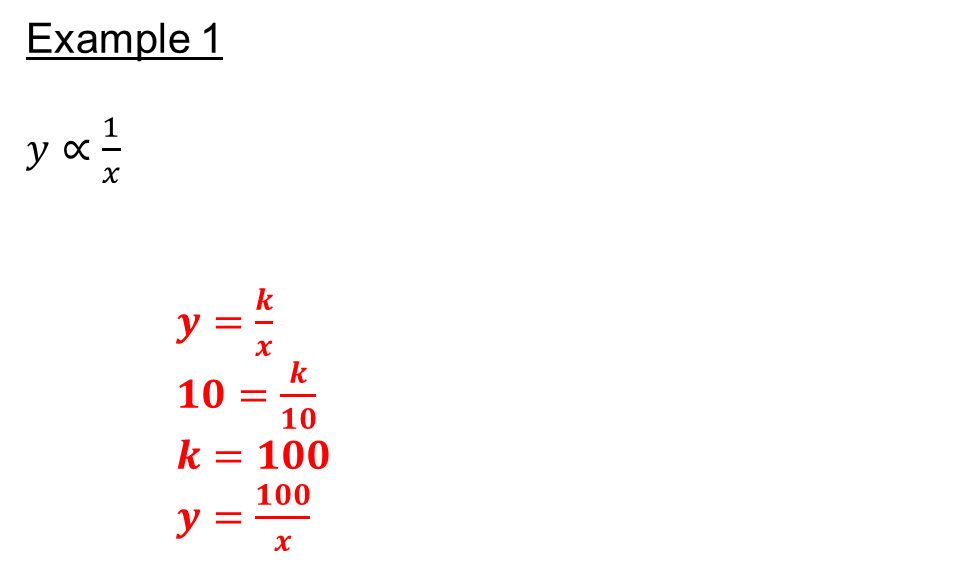 Example 1
y ∝ 1/x
y = k/x
10 = k/10
k = 100
y = 100/x